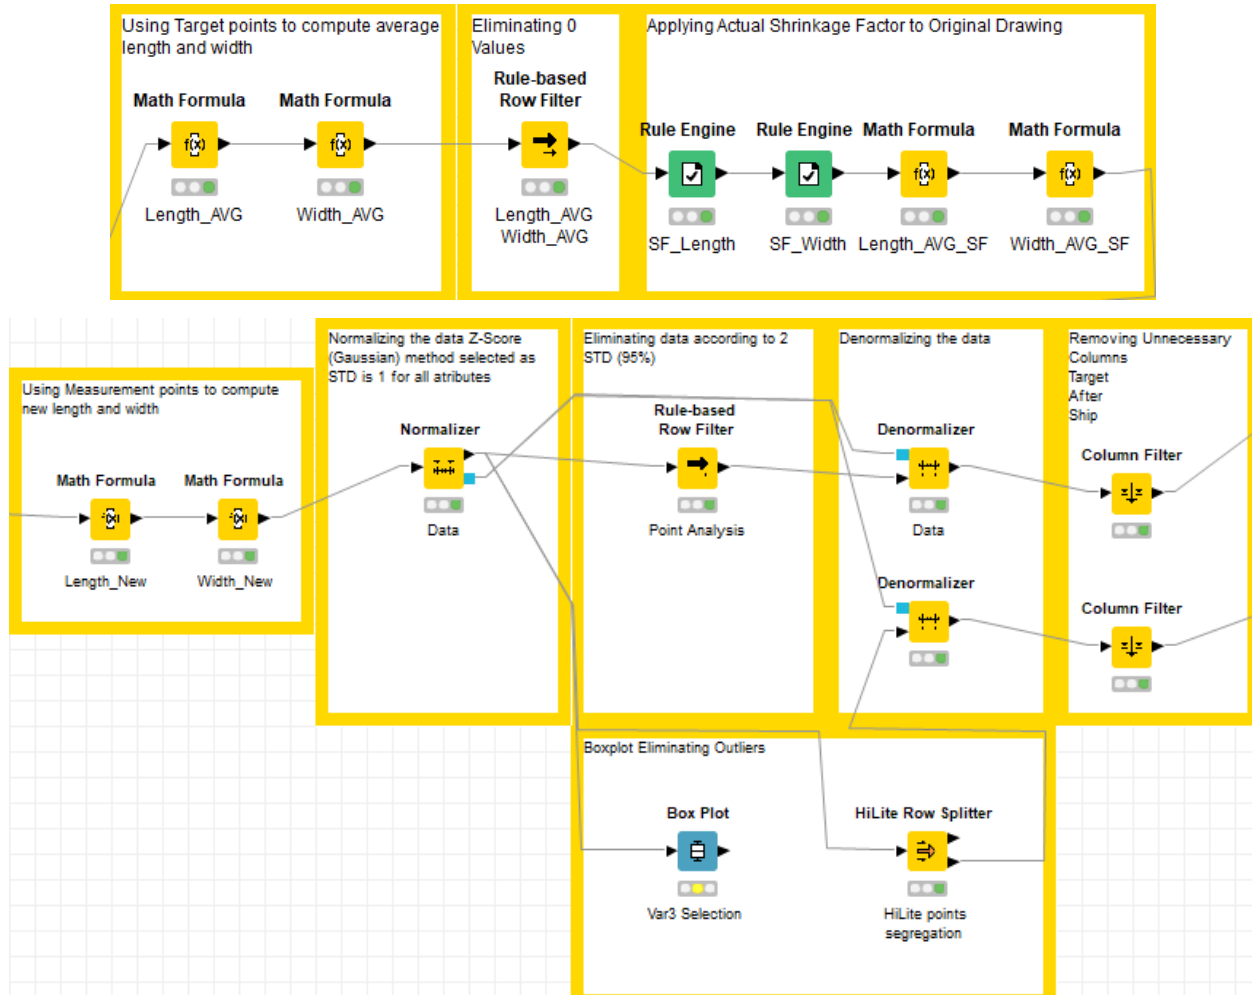 Using Target points to compute average
length and width
Math Formula
Math Formula
Length_AVG
Width_AVG
Eliminating 0
Values
Rule-based
Row Filter
Length_AVG
Width_AVG
Applying Actual Shrinkage Factor to Original Drawing
Rule Engine
Rule Engine
Math Formula
Math Formula
SF_Length
SF_Width
Length_AVG_SF
Width_AVG_SF
Using Measurement points to compute
new length and width
Math Formula
Math Formula
Length_New
Width_New
Normalizing the data Z-Score
(Gaussian) method selected as
STD is 1 for all atributes
Normalizer
Data
Eliminating data according to 2
STD (95%)
Rule-based
Row Filter
Point Analysis
Denormalizing the data
Denormalizer
Data
Denormalizer
Removing Unnecessary
Columns
Target
After
Ship
Column Filter
Column Filter
Boxplot Eliminating Outliers
Box Plot
Var3 Selection
HiLite Row Splitter
HiLite points
segregation